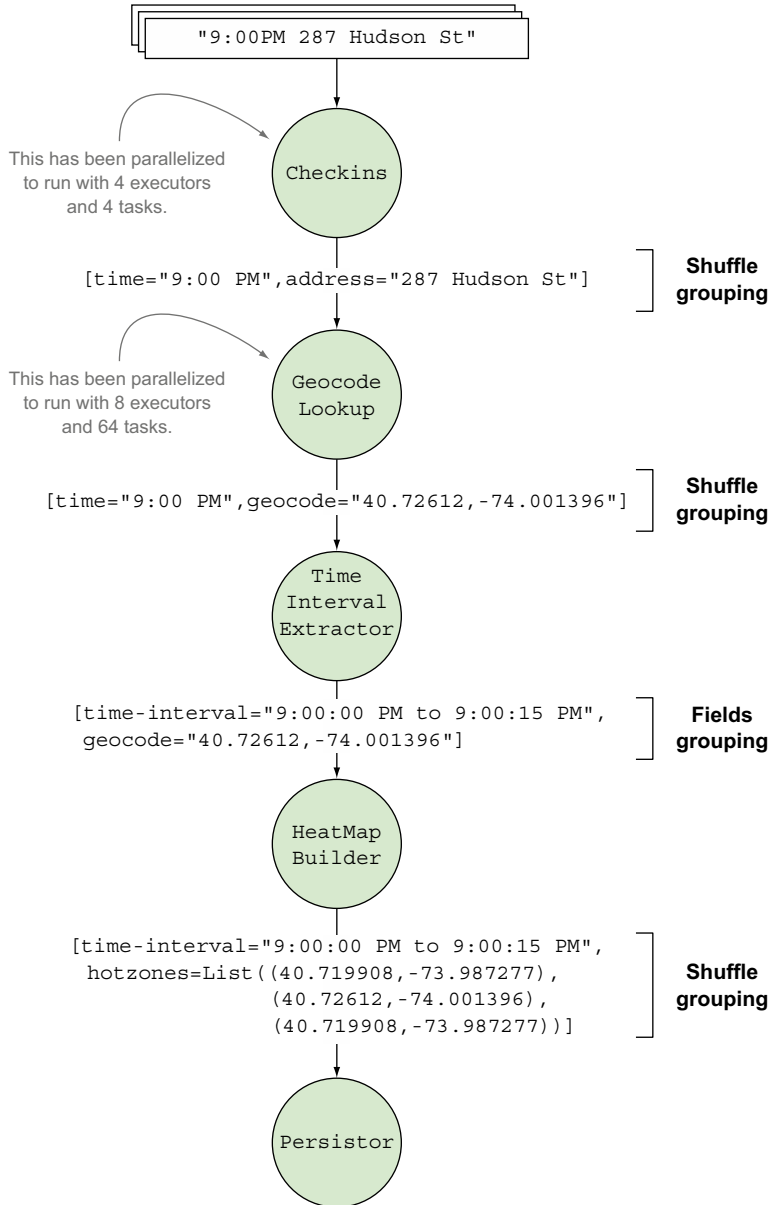 "9:00PM 287 Hudson St"
This has been parallelized
to run with 4 executors
and 4 tasks.
Checkins
[time="9:00 PM",address="287 Hudson St"]
Shuffle
grouping
This has been parallelized
to run with 8 executors
and 64 tasks.
Geocode
Lookup
[time="9:00 PM",geocode="40.72612,-74.001396"]
Shuffle
grouping
Time
Interval
Extractor
[time-interval="9:00:00 PM to 9:00:15 PM",
geocode="40.72612,-74.001396"]
Fields
grouping
HeatMap
Builder
[time-interval="9:00:00 PM to 9:00:15 PM",
hotzones=List((40.719908,-73.987277),
(40.72612,-74.001396),
(40.719908,-73.987277))]
Shuffle
grouping
Persistor